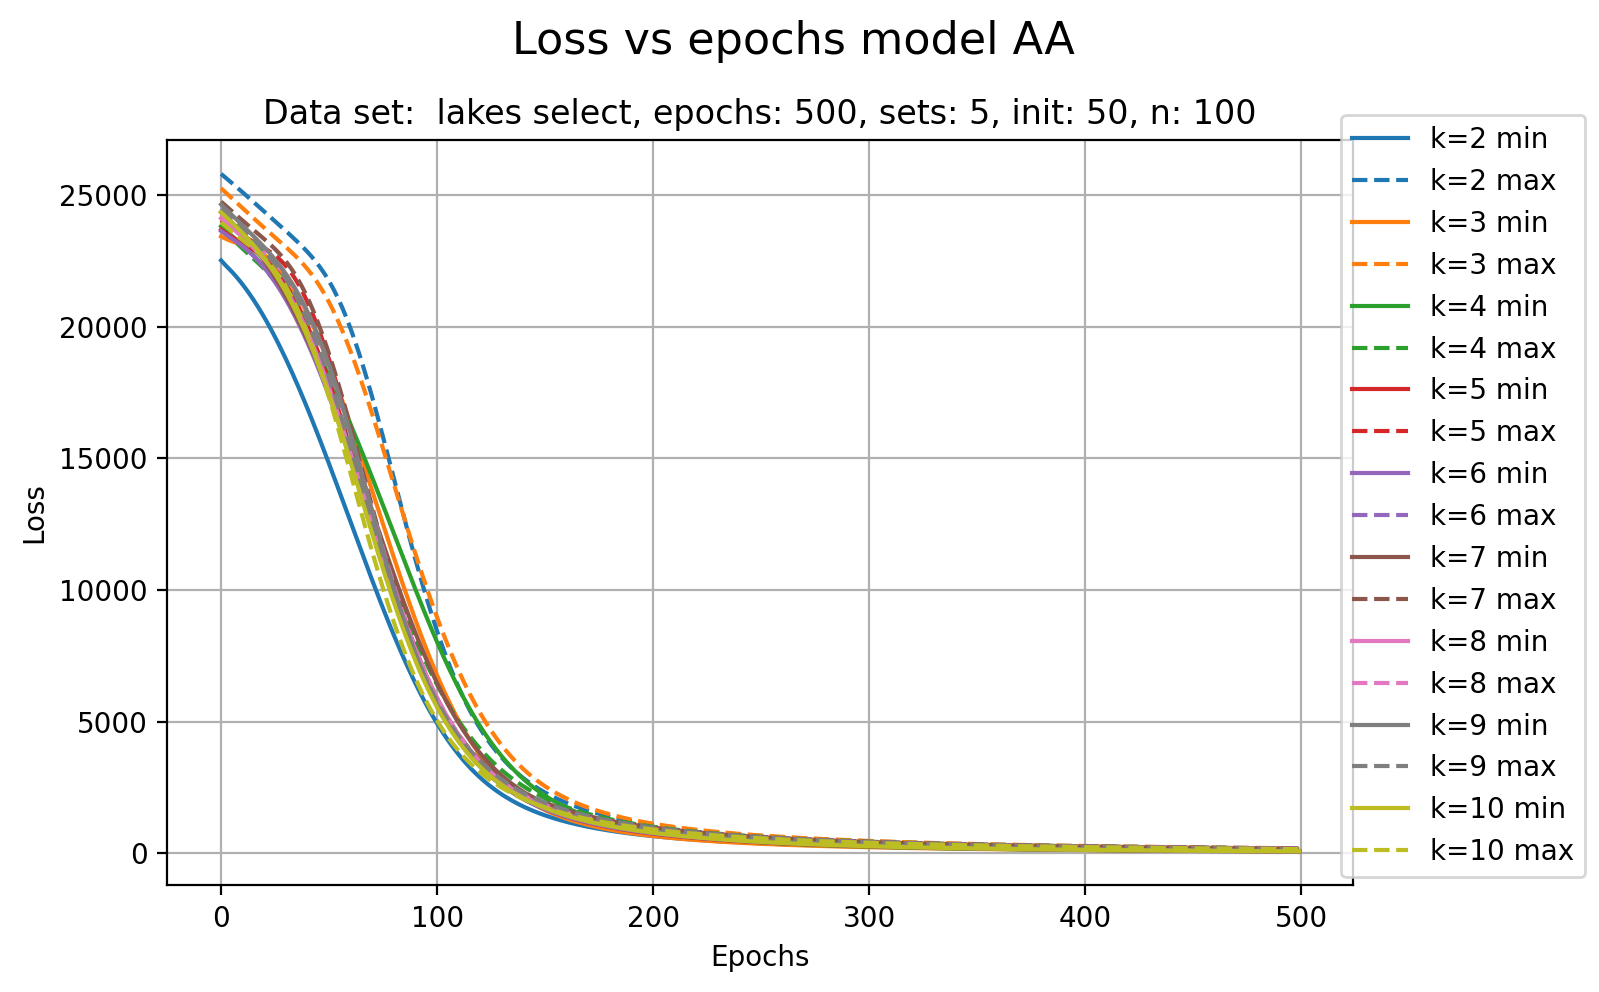 Loss vs epochs model AA
Data set:  lakes select, epochs: 500, sets: 5, init: 50, n: 100
25000
20000
15000
10000
5000
0
Loss
0 100 200 300 400 500
Epochs
k=2 min
k=2 max
k=3 min
k=3 max
k=4 min
k=4 max
k=5 min
k=5 max
k=6 min
k=6 max
k=7 min
k=7 max
k=8 min
k=8 max
k=9 min
k=9 max
k=10 min
k=10 max